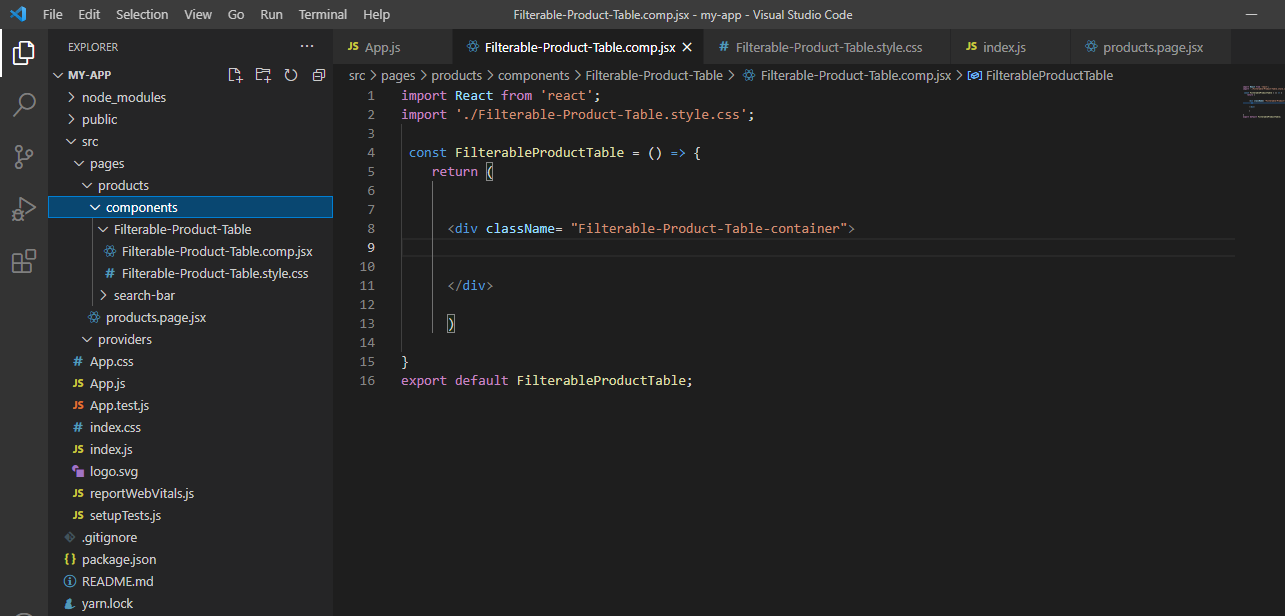 File Edit Selection View Go Run Terminal Help Filterable-Product-Table.comp.jsx - my-app - Visual Studio Code
EXPLORER ···
MY-APP
node_modules
public
src
pages
products
components
Filterable-Product-Table
Filterable-Product-Table.comp.jsx
# Filterable-Product-Table.style.css
search-bar
products.page.jsx
providers
# App.css
JS App.js
JS App.test.js
# index.css
JS index.js
logo.svg
JS reportWebVitals.js
JS setupTests.js
.gitignore
{} package.json
README.md
yarn.lock
JS App.js Filterable-Product-Table.comp.jsx # Filterable-Product-Table.style.css JS index.js products.page.jsx
src > pages > products > components > Filterable-Product-Table > Filterable-Product-Table.comp.jsx > FilterableProductTable
1 import React from 'react';
2 import './Filterable-Product-Table.style.css';
3
4 const FilterableProductTable = () => {
5 return (
6
7
8 <div className= "Filterable-Product-Table-container">
9
10
11 </div>
12
13 )
14
15 }
16 export default FilterableProductTable;